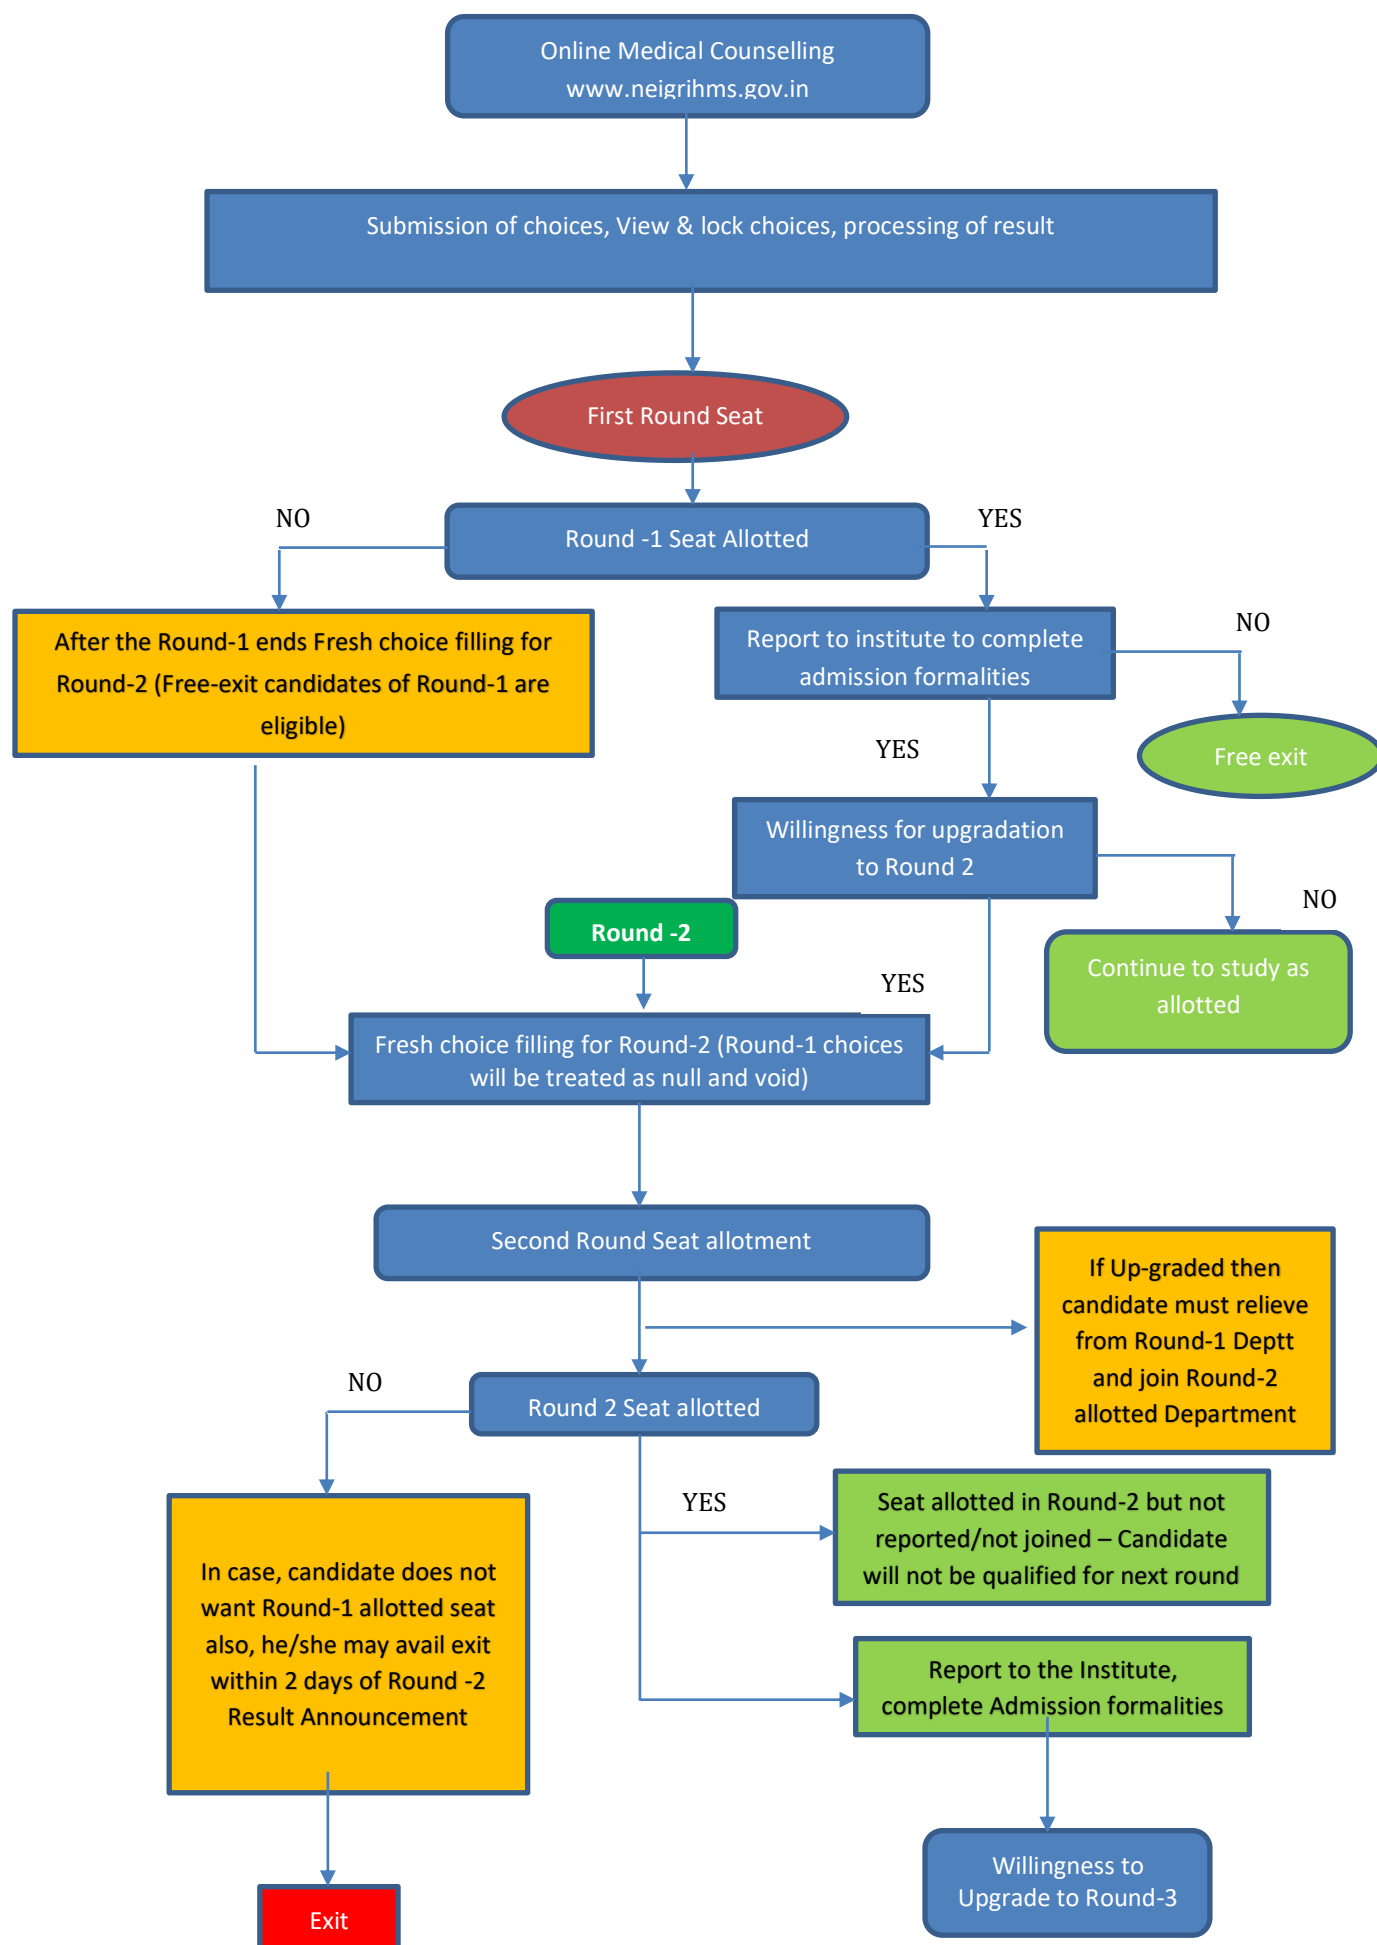 Online Medical Counselling
www.neigrihms.gov.in
Submission of choices, View & lock choices, processing of result
First Round Seat
NO
YES
Round -1 Seat Allotted
After the Round-1 ends Fresh choice filling for
Round-2 (Free-exit candidates of Round-1 are
eligible)
Report to institute to complete
admission formalities
NO
YES
Free exit
Willingness for upgradation
to Round 2
NO
Round -2
YES
Continue to study as
allotted
Fresh choice filling for Round-2 (Round-1 choices
will be treated as null and void)
Second Round Seat allotment
If Up-graded then
candidate must relieve
from Round-1 Deptt
and join Round-2
allotted Department
NO
Round 2 Seat allotted
YES
Seat allotted in Round-2 but not
reported/not joined – Candidate
will not be qualified for next round
In case, candidate does not
want Round-1 allotted seat
also, he/she may avail exit
within 2 days of Round -2
Result Announcement
Report to the Institute,
complete Admission formalities
Willingness to
Upgrade to Round-3
Exit